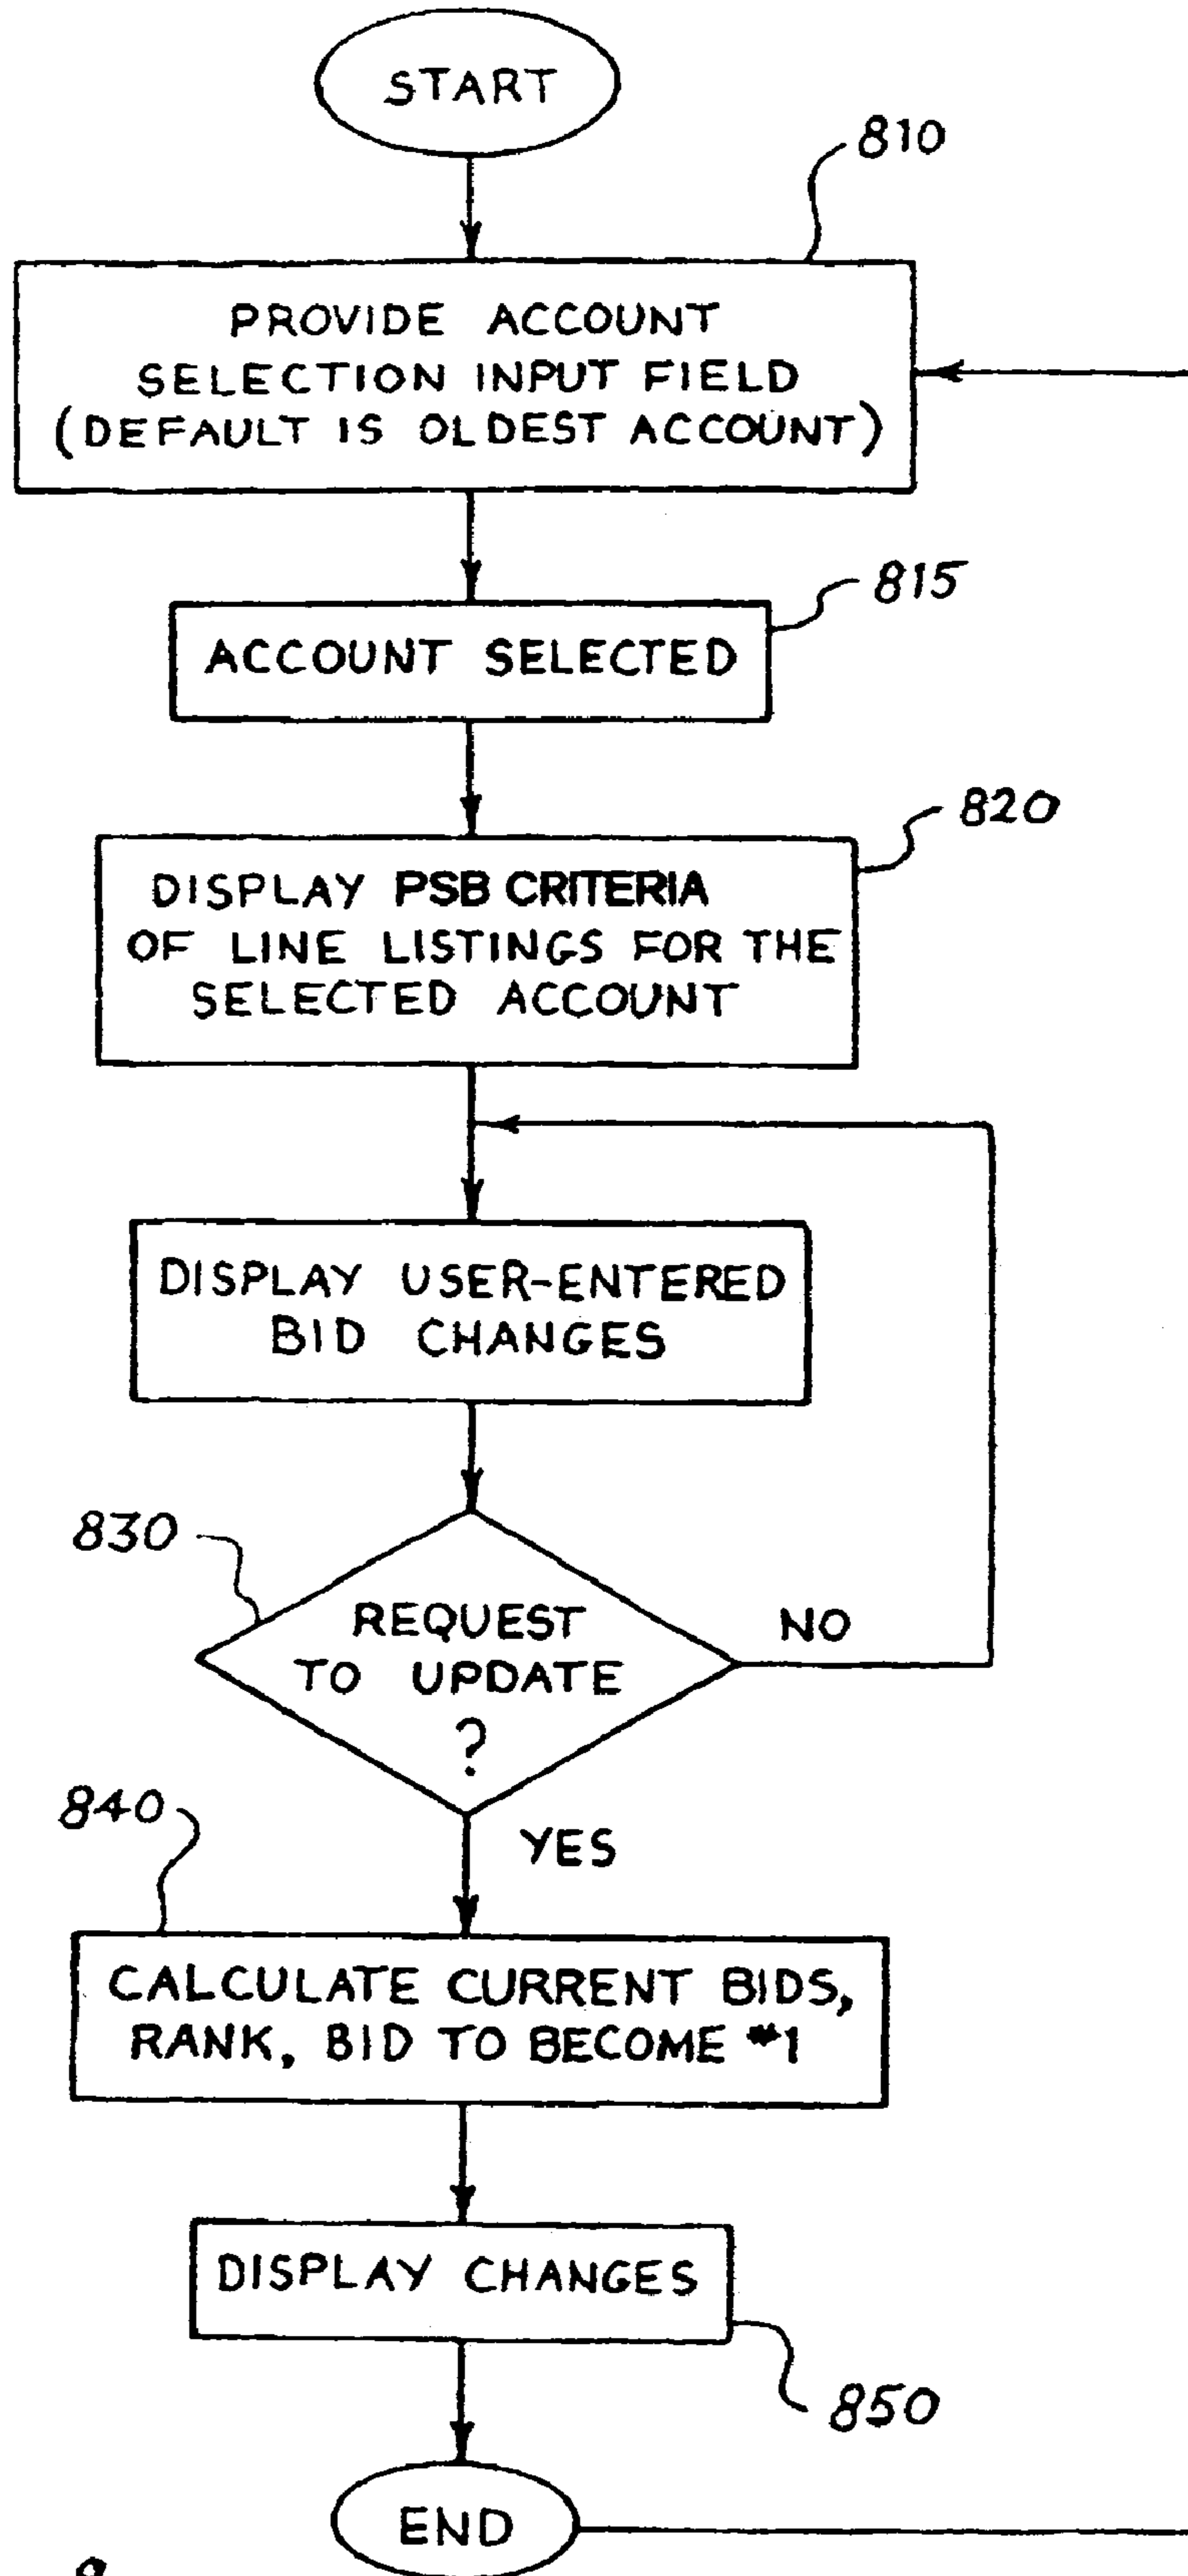 START
810
PROVIDE ACCOUNT
SELECTION INPUT FIELD
(DEFAULT IS OLDEST ACCOUNT)
815
ACCOUNT SELECTED
820
DISPLAY PSB CRITERIA
OF LINE LISTINGS FOR THE
SELECTED ACCOUNT
DISPLAY USER-ENTERED
BID CHANGES
830
REQUEST
TO UPDATE
?
NO
840
YES
CALCULATE CURRENT BIDS,
RANK, BID TO BECOME #1
DISPLAY CHANGES
850
END